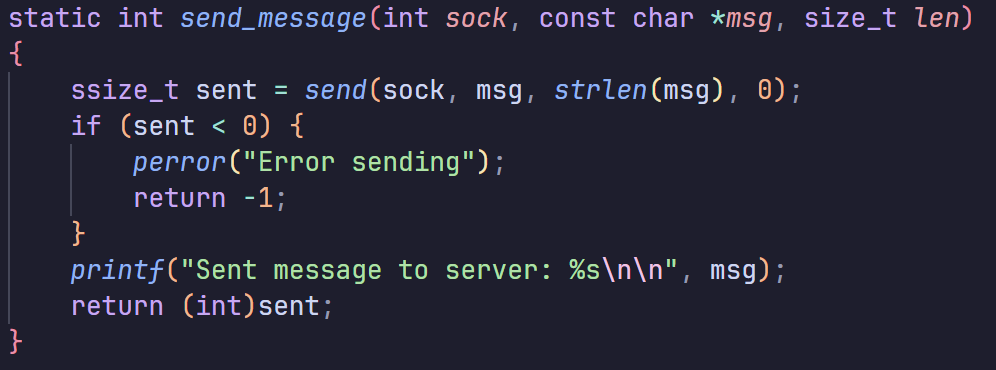 static int send_message(int sock, const char *msg, size_t len)
{
    ssize_t sent = send(sock, msg, strlen(msg), 0);
    if (sent < 0) {
        perror("Error sending");
        return -1;
    }
    printf("Sent message to server: %s\n\n", msg);
    return (int)sent;
}